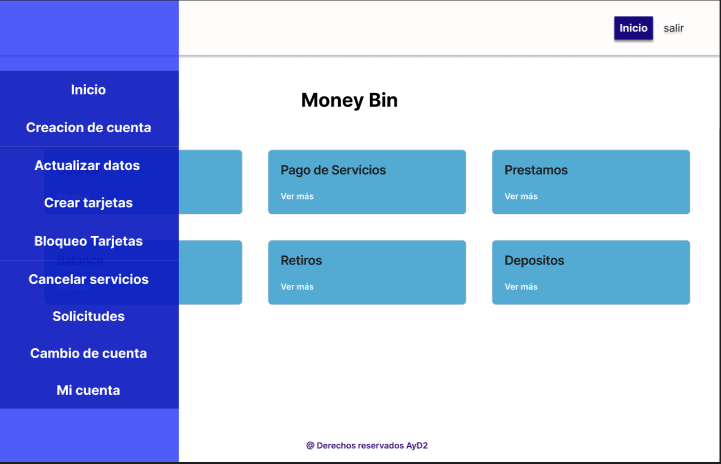 Inicio salir
Inicio
Creacion de cuenta
Actualizar datos
Crear tarjetas
Bloqueo Tarjetas
Cancelar servicios
Solicitudes
Cambio de cuenta
Mi cuenta
Money Bin
Pago de Servicios
Ver más
Prestamos
Ver más
Balance
Retiros
Ver más
Depositos
Ver más
@ Derechos reservados AyD2